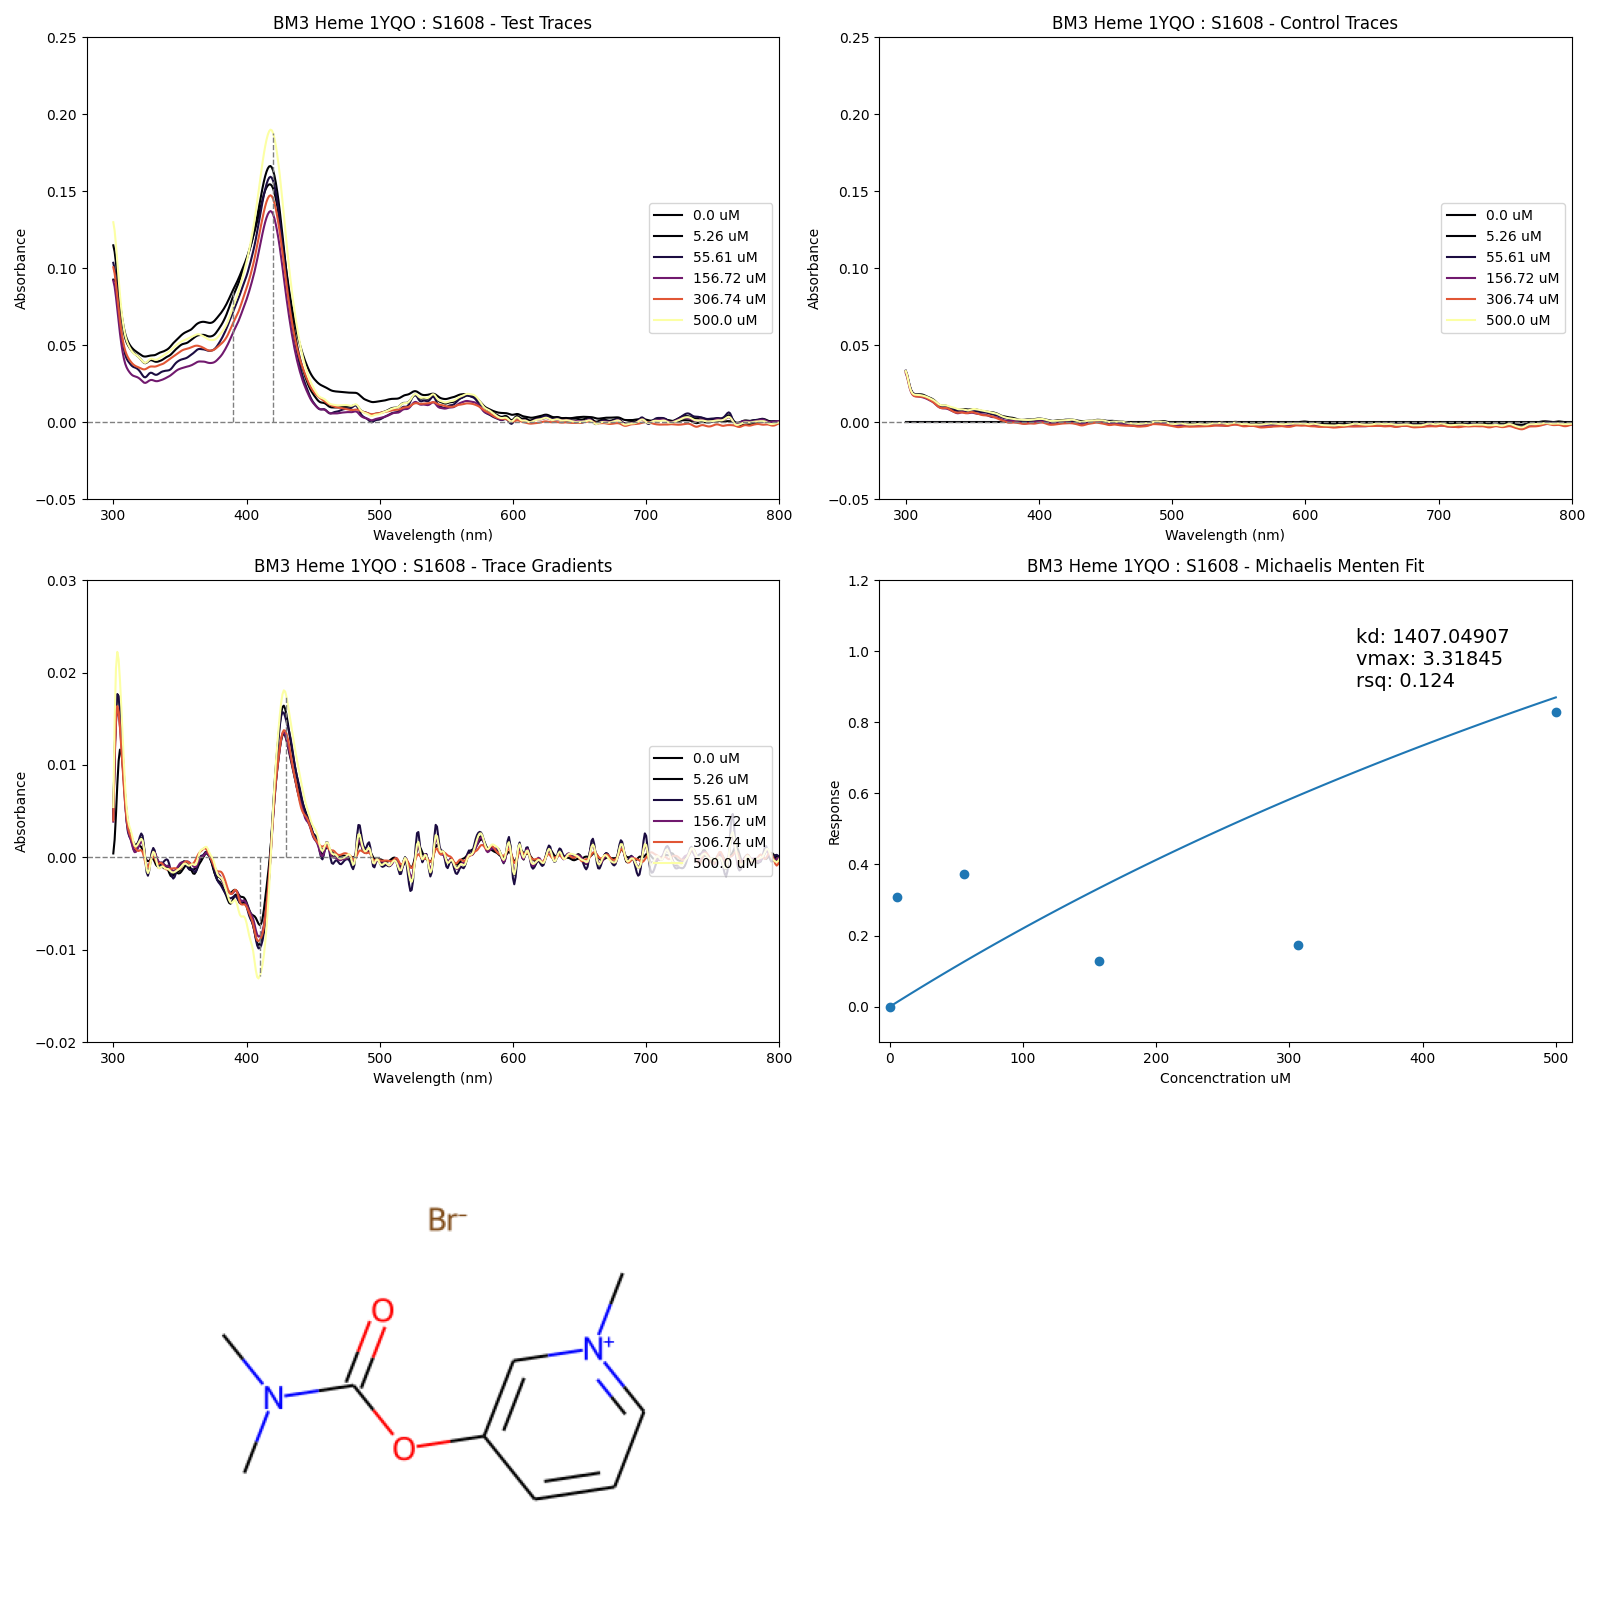 BM3 Heme 1YQO : S1608 - Test Traces
0.25
0.20
0.15
0.10
0.05
0.00
−0.05
Absorbance
300 400 500 600 700 800
Wavelength (nm)
0.0 uM
5.26 uM
55.61 uM
156.72 uM
306.74 uM
500.0 uM
BM3 Heme 1YQO : S1608 - Control Traces
0.25
0.20
0.15
0.10
0.05
0.00
−0.05
Absorbance
300 400 500 600 700 800
Wavelength (nm)
0.0 uM
5.26 uM
55.61 uM
156.72 uM
306.74 uM
500.0 uM
BM3 Heme 1YQO : S1608 - Trace Gradients
0.03
0.02
0.01
0.00
−0.01
−0.02
Absorbance
300 400 500 600 700 800
Wavelength (nm)
0.0 uM
5.26 uM
55.61 uM
156.72 uM
306.74 uM
500.0 uM
BM3 Heme 1YQO : S1608 - Michaelis Menten Fit
1.2
1.0
0.8
0.6
0.4
0.2
0.0
Response
kd: 1407.04907
vmax: 3.31845
rsq: 0.124
0 100 200 300 400 500
Concenctration uM
Br−
O
N+
N
O